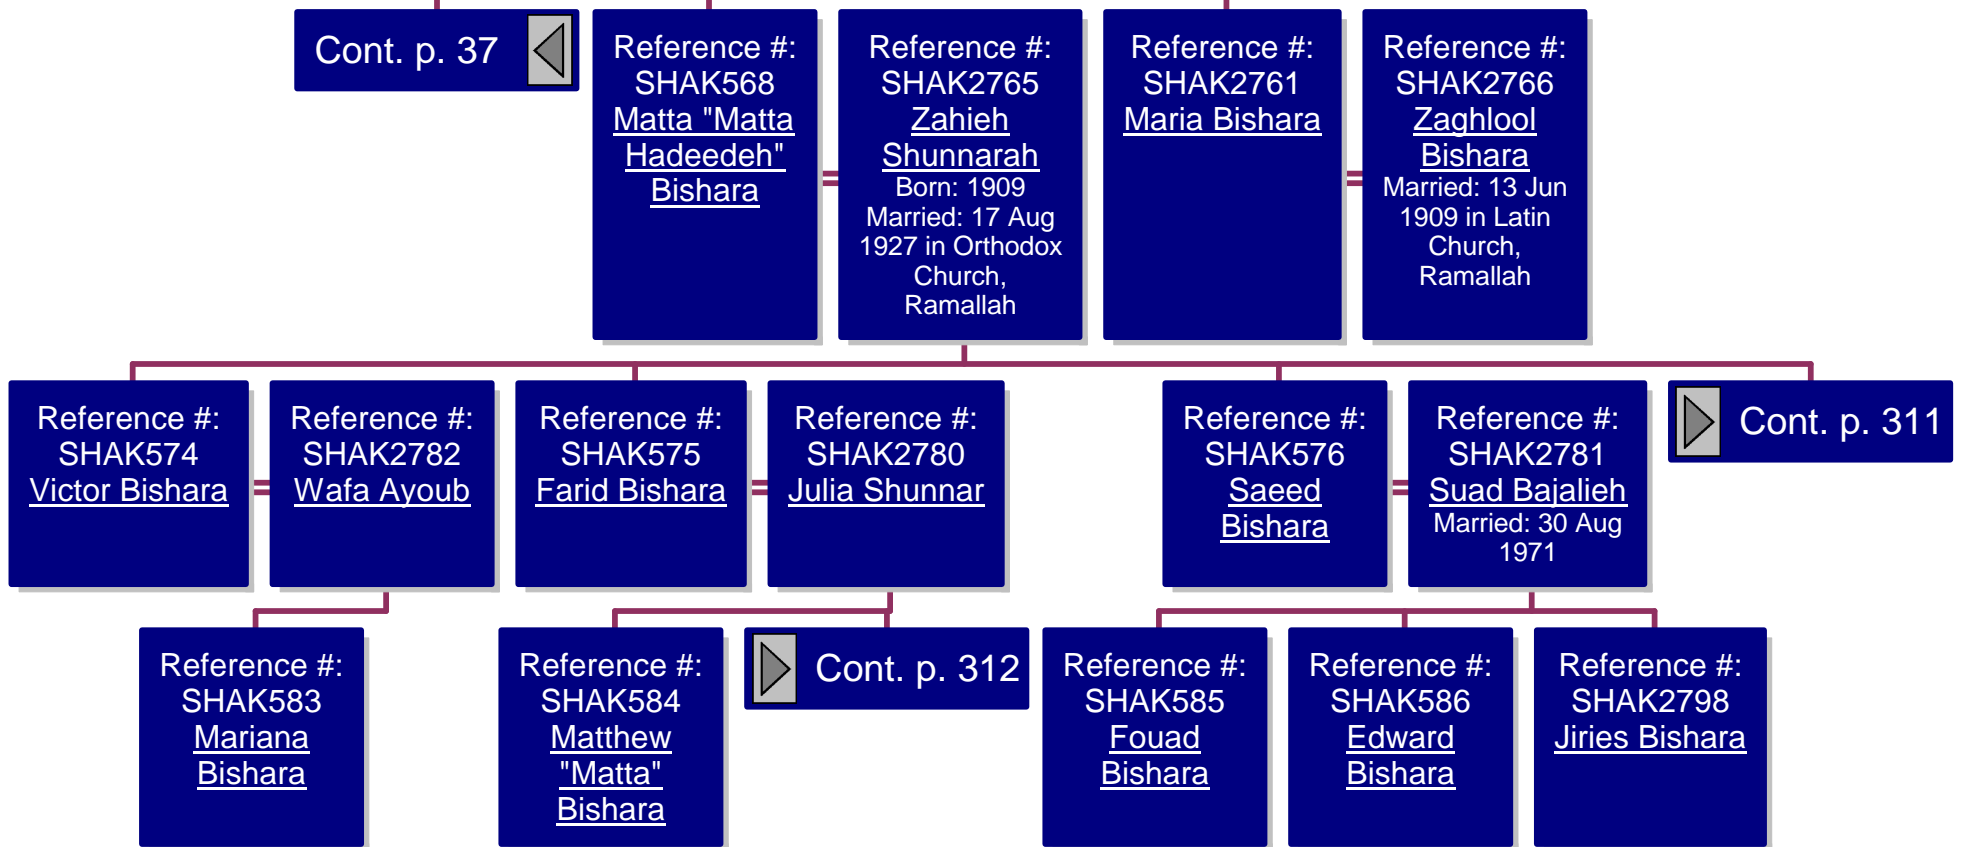 Cont. p. 37
Reference #:
SHAK568
Matta "Matta
Hadeedeh"
Bishara
Reference #:
SHAK2765
Zahieh
Shunnarah
Born: 1909
Married: 17 Aug
1927 in Orthodox
Church,
Ramallah
Reference #:
SHAK2761
Maria Bishara
Reference #:
SHAK2766
Zaghlool
Bishara
Married: 13 Jun
1909 in Latin
Church,
Ramallah
Reference #:
SHAK574
Victor Bishara
Reference #:
SHAK2782
Wafa Ayoub
Reference #:
SHAK575
Farid Bishara
Reference #:
SHAK2780
Julia Shunnar
Reference #:
SHAK576
Saeed
Bishara
Reference #:
SHAK2781
Suad Bajalieh
Married: 30 Aug
1971
Cont. p. 311
Reference #:
SHAK583
Mariana
Bishara
Reference #:
SHAK584
Matthew
"Matta"
Bishara
Cont. p. 312
Reference #:
SHAK585
Fouad
Bishara
Reference #:
SHAK586
Edward
Bishara
Reference #:
SHAK2798
Jiries Bishara